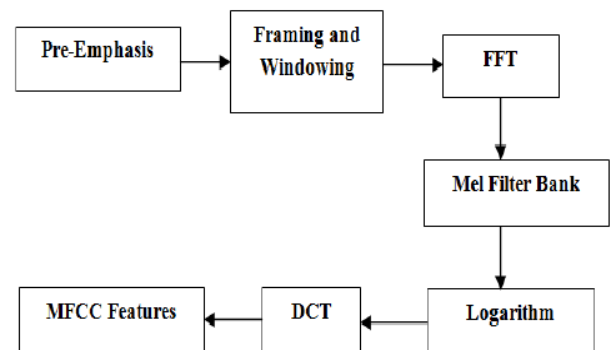 Pre-Emphasis
Framing and
Windowing
FFT
Mel Filter Bank
Logarithm
DCT
MFCC Features